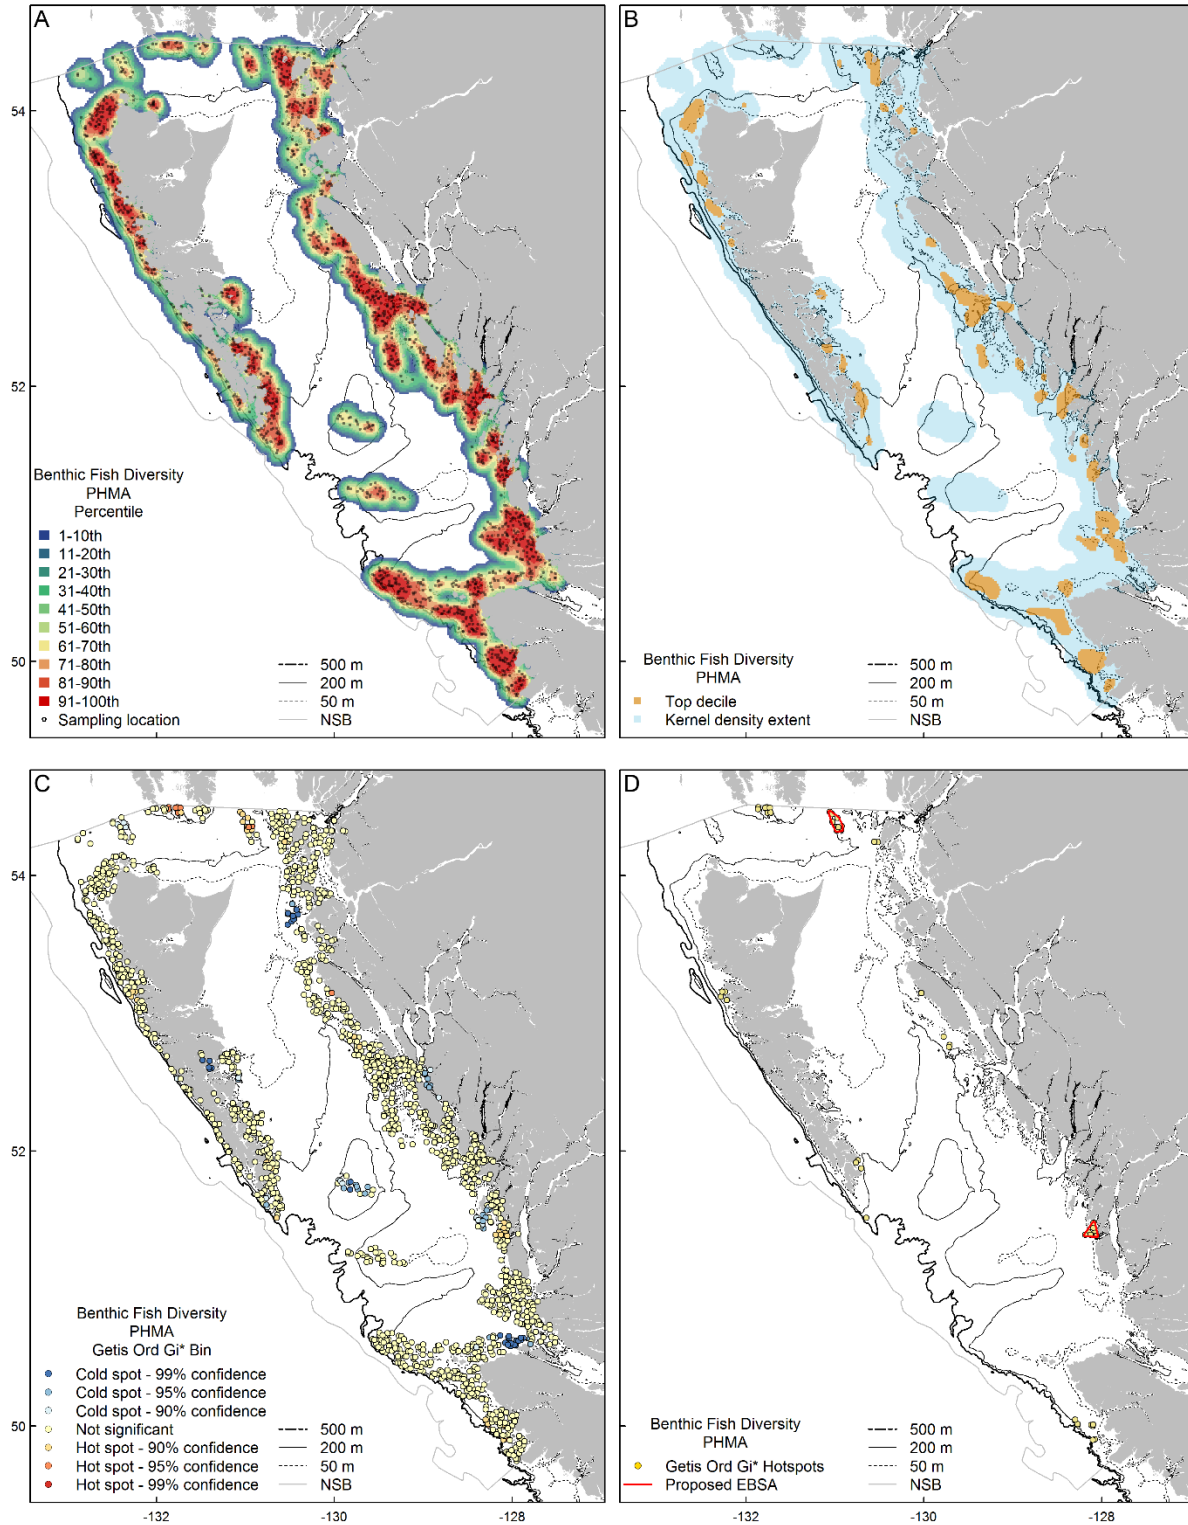 A
54
52
50
Benthic Fish Diversity
PHMA
Percentile
1-10th
11-20th
21-30th
31-40th
41-50th
51-60th
61-70th
71-80th
81-90th
91-100th
Sampling location
500 m
200 m
50 m
NSB
B
Benthic Fish Diversity
PHMA
Top decile
Kernel density extent
500 m
200 m
50 m
NSB
C
54
52
50
Benthic Fish Diversity
PHMA
Getis Ord Gi* Bin
Cold spot - 99% confidence
Cold spot - 95% confidence
Cold spot - 90% confidence
Not significant
Hot spot - 90% confidence
Hot spot - 95% confidence
Hot spot - 99% confidence
500 m
200 m
50 m
NSB
-132
-130
-128
D
Benthic Fish Diversity
PHMA
Getis Ord Gi* Hotspots
Proposed EBSA
500 m
200 m
50 m
NSB
-132
-130
-128